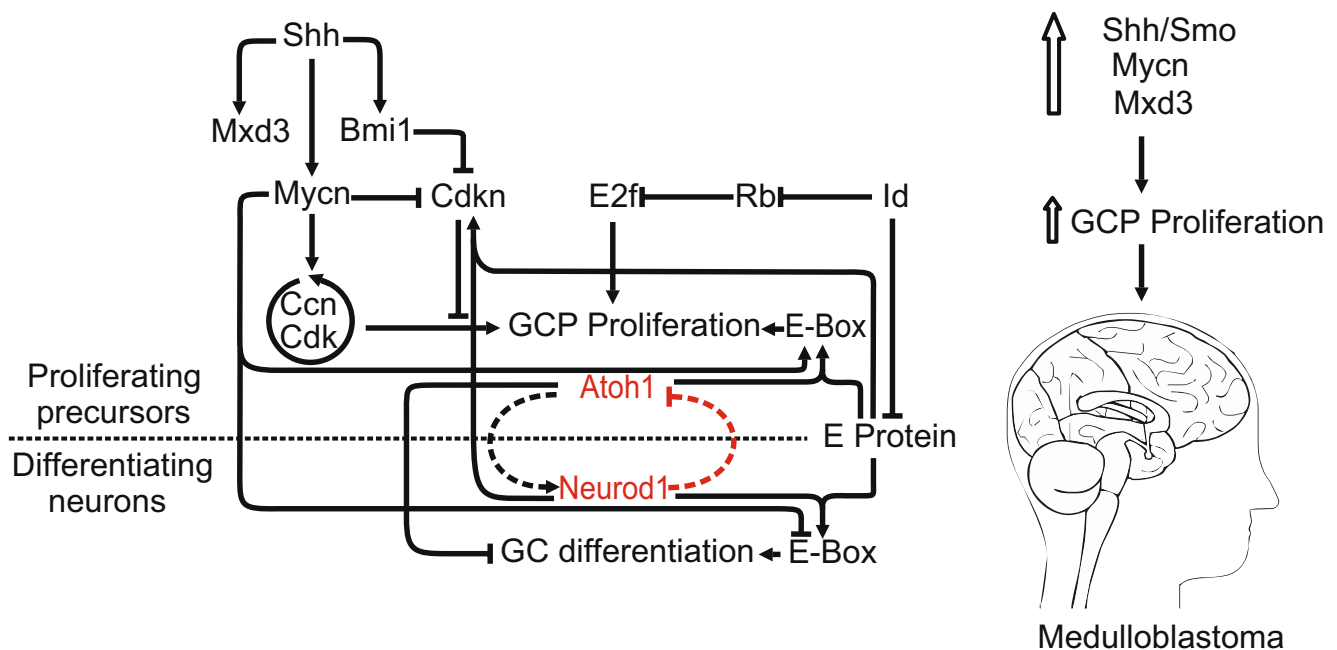 Shh
Mxd3
Bmi1
Mycn
Cdkn
E2f
Rb
Id
Ccn
Cdk
GCP Proliferation
E-Box
Proliferating
precursors
Atoh1
E Protein
Differentiating
neurons
Neurod1
GC differentiation
E-Box
Shh/Smo
Mycn
Mxd3
GCP Proliferation
Medulloblastoma